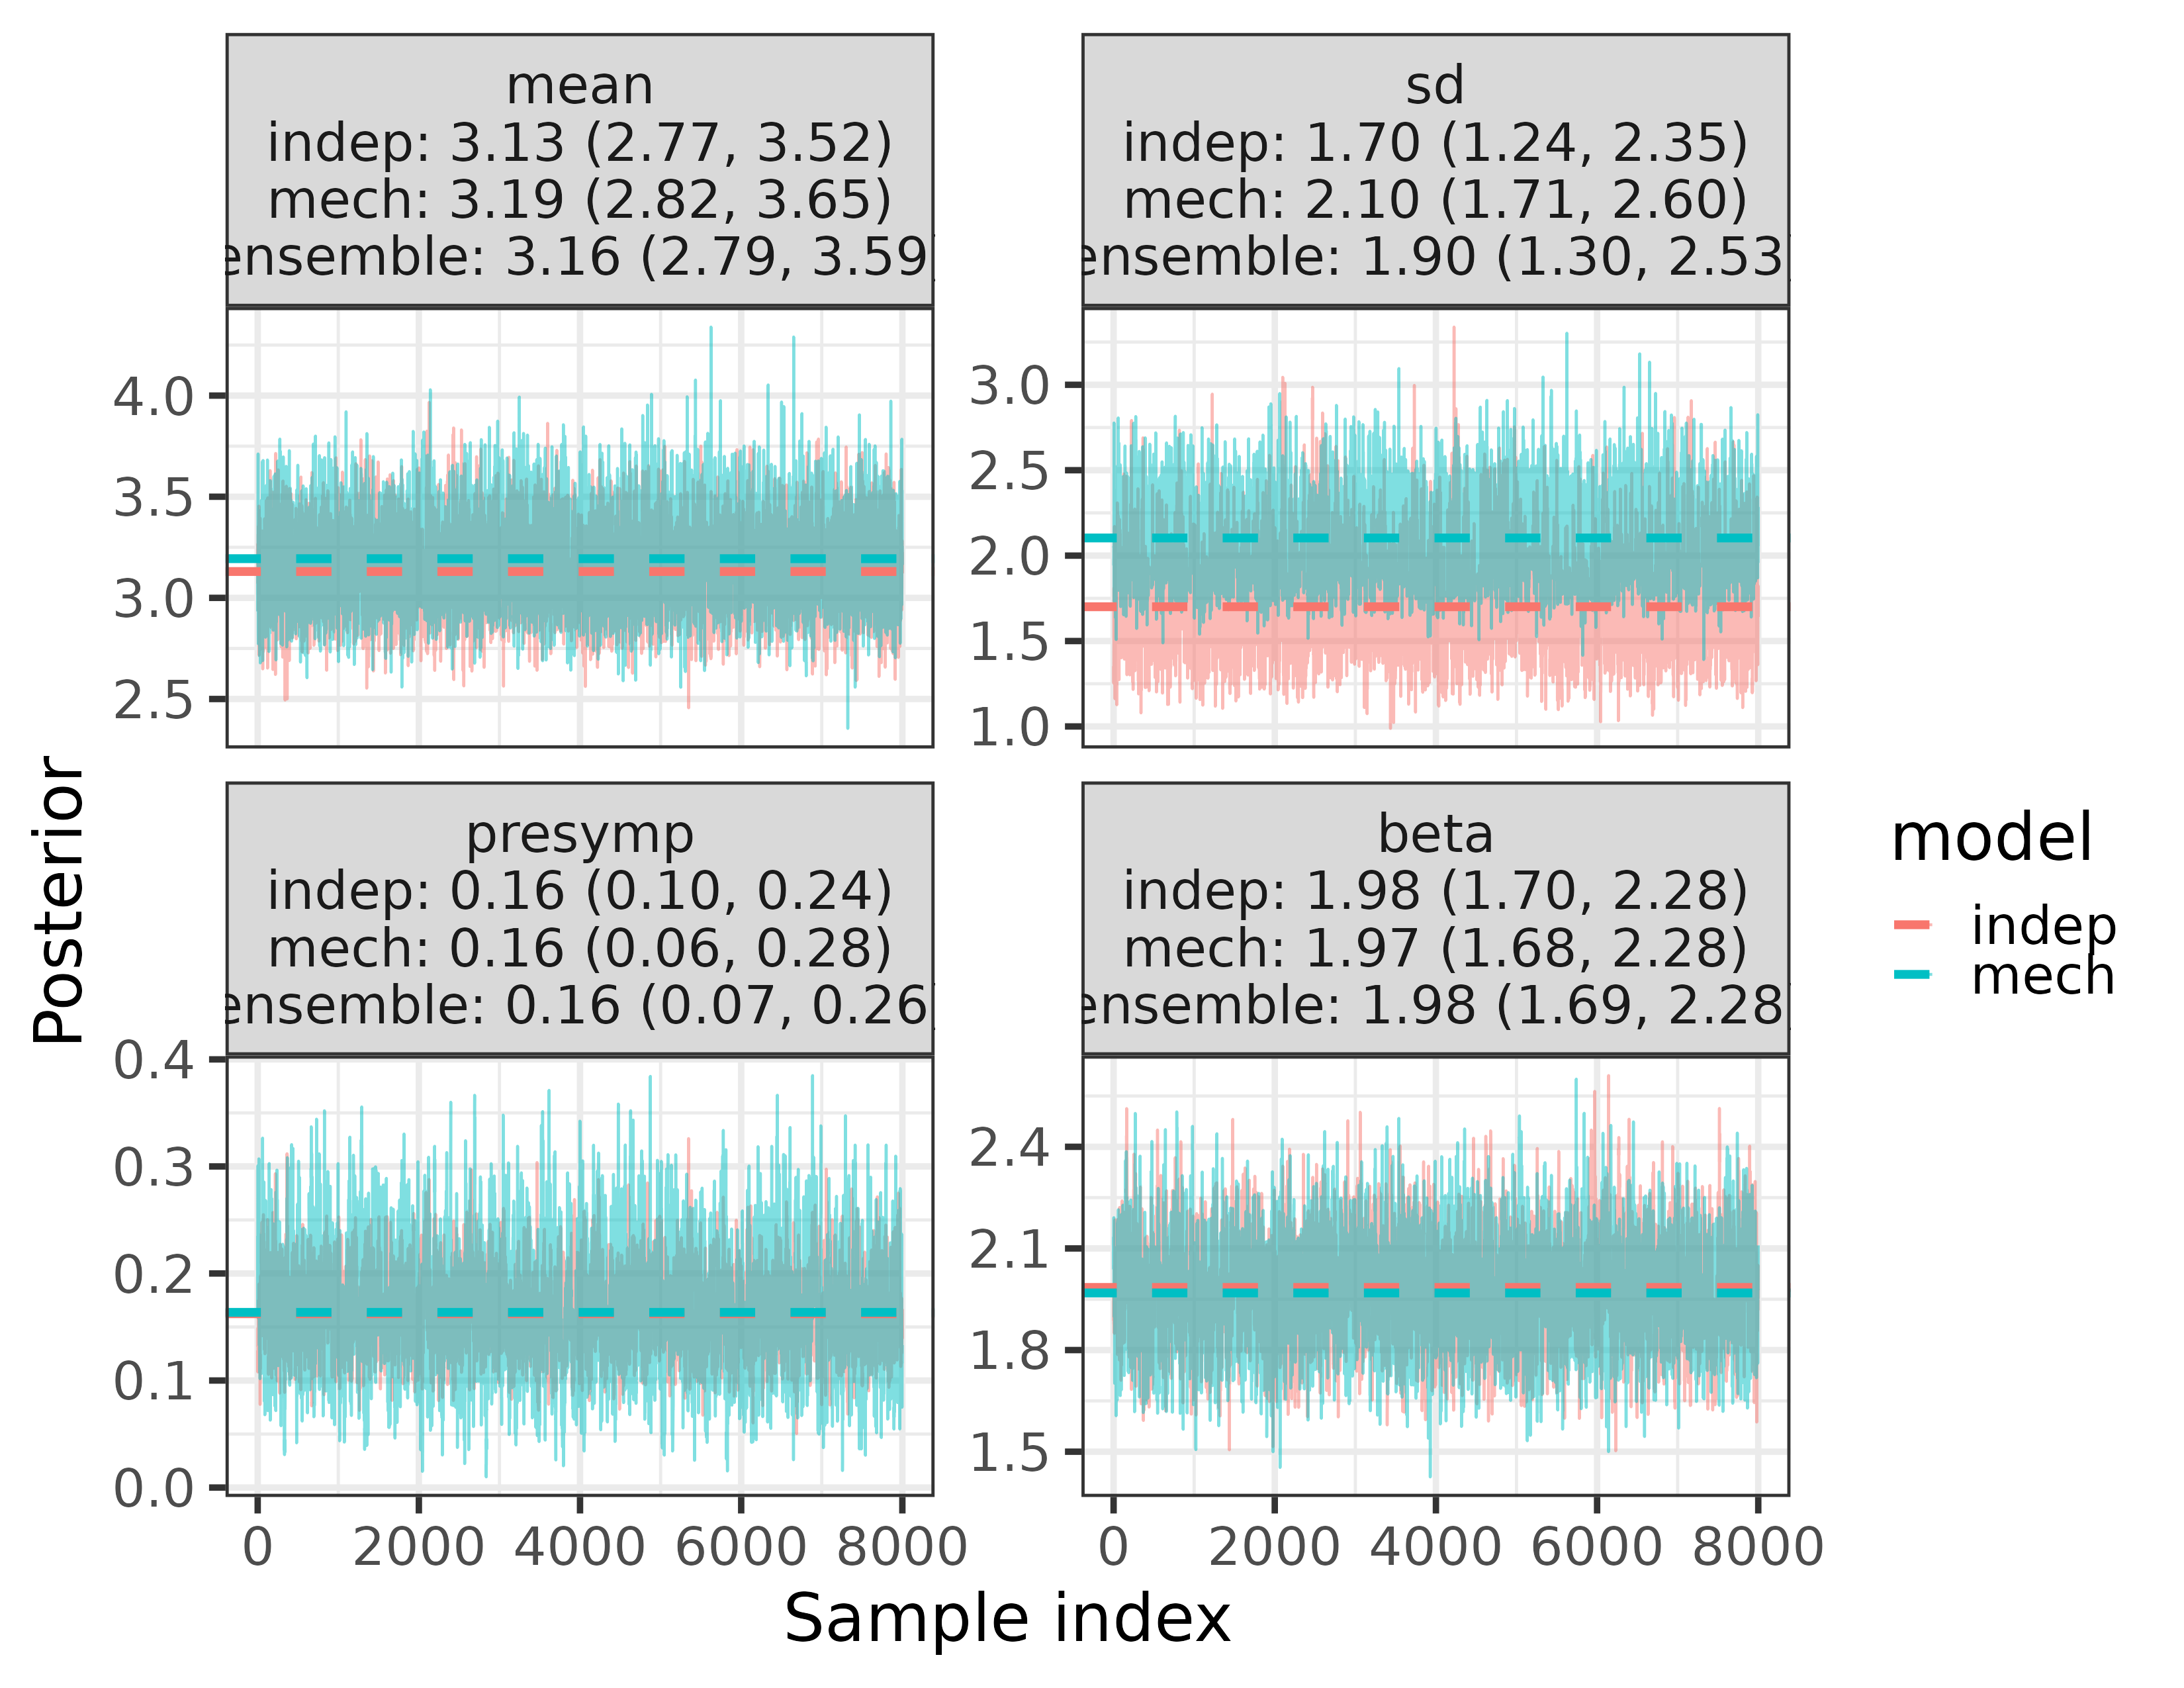 mean
indep: 3.13 (2.77, 3.52)
mech: 3.19 (2.82, 3.65)
ensemble: 3.16 (2.79, 3.59
sd
indep: 1.70 (1.24, 2.35)
mech: 2.10 (1.71, 2.60)
ensemble: 1.90 (1.30, 2.53
4.0
3.5
3.0
2.5
3.0
2.5
2.0
1.5
1.0
Posterior
presymp
indep: 0.16 (0.10, 0.24)
mech: 0.16 (0.06, 0.28)
ensemble: 0.16 (0.07, 0.26
beta
indep: 1.98 (1.70, 2.28)
mech: 1.97 (1.68, 2.28)
ensemble: 1.98 (1.69, 2.28
model
indep
mech
0.4
0.3
0.2
0.1
0.0
2.4
2.1
1.8
1.5
0 2000 4000 6000 8000
0 2000 4000 6000 8000
Sample index